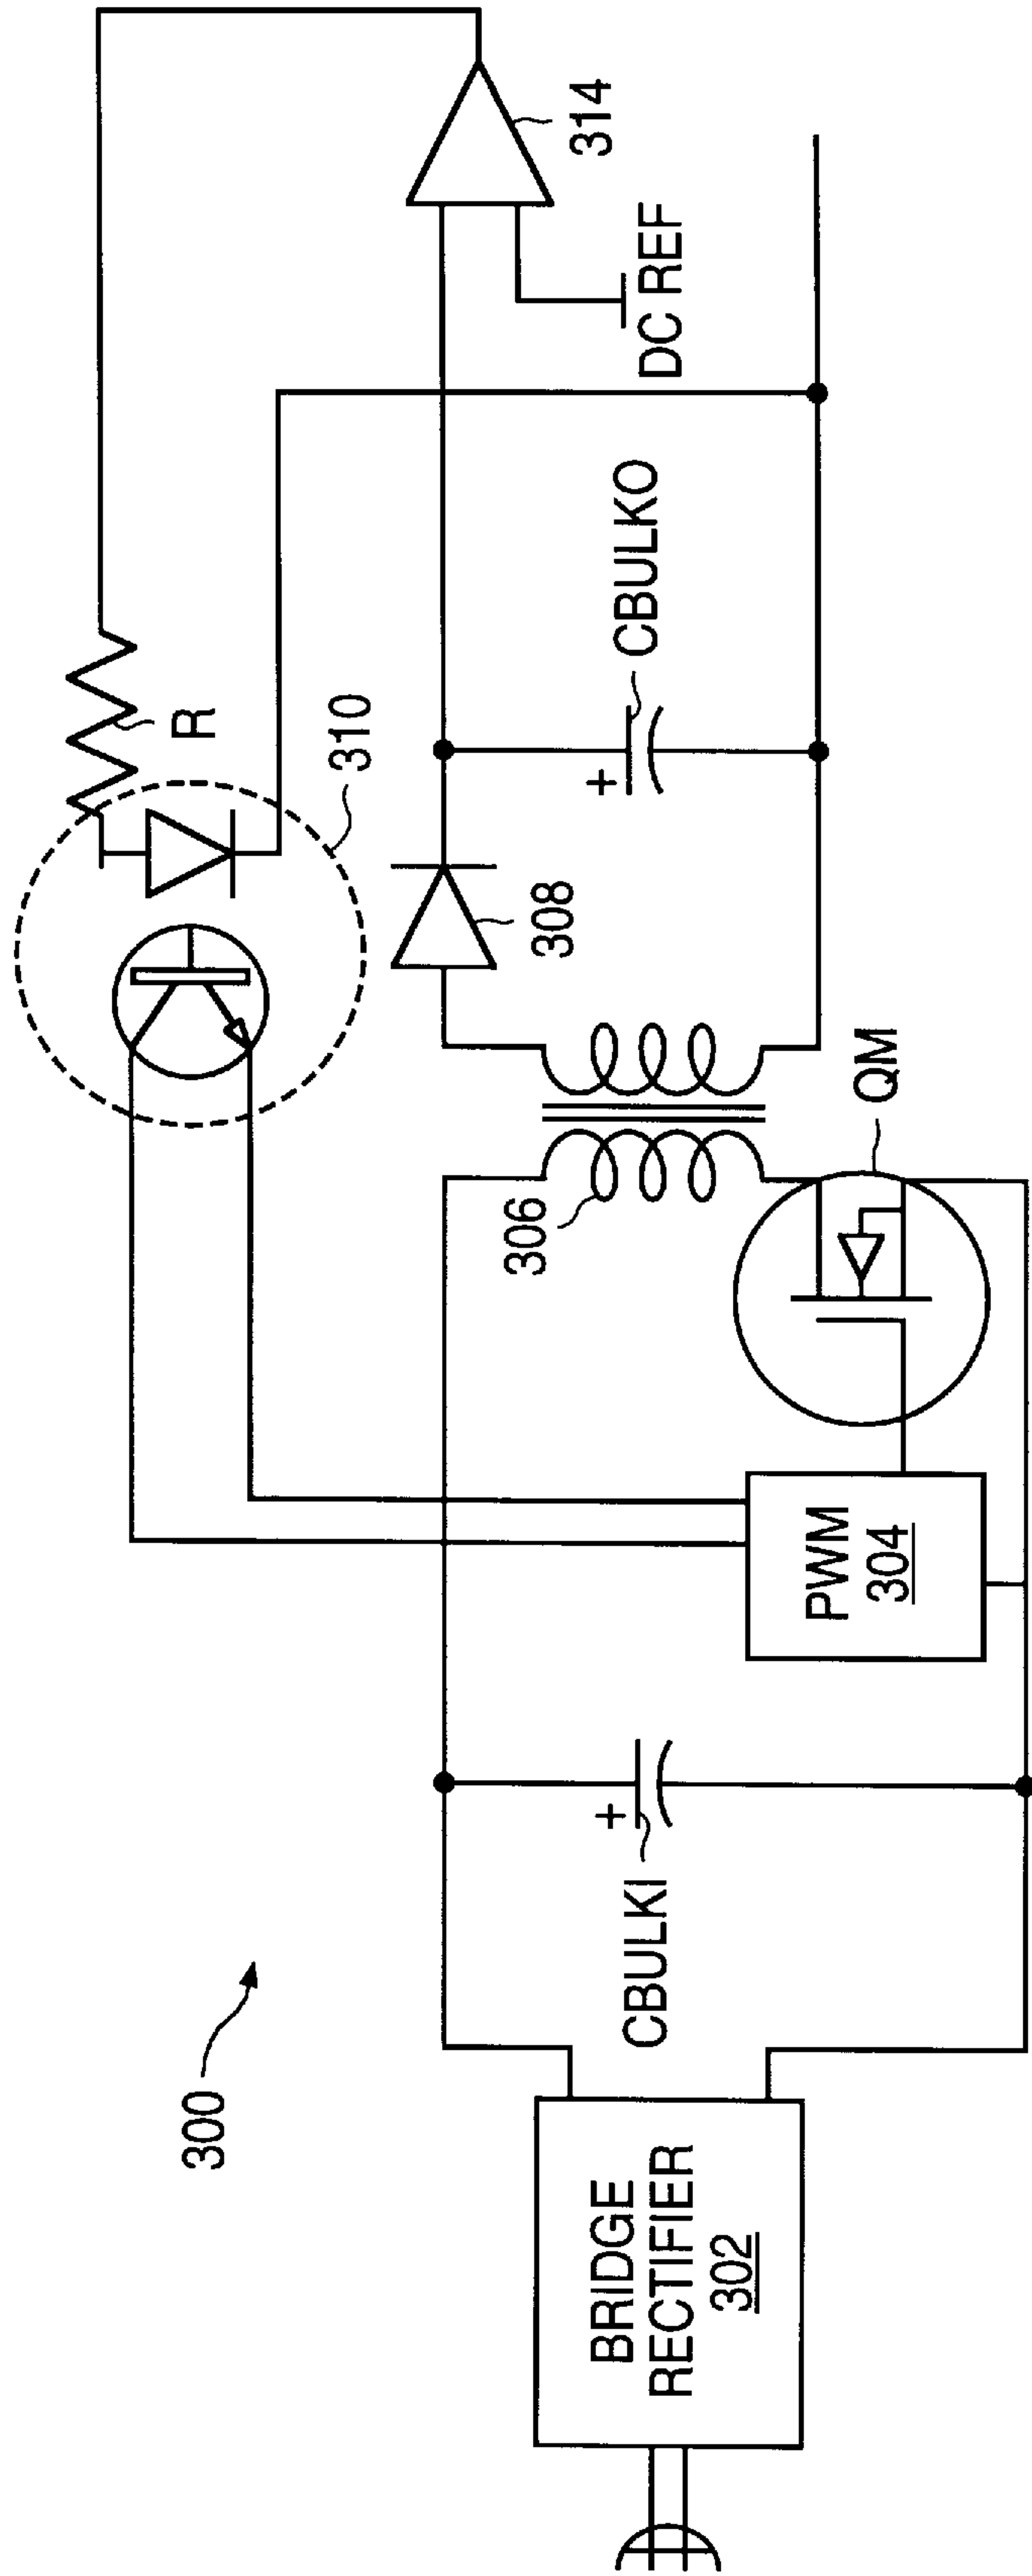 300
BRIDGE
RECTIFIER
302
CBULKI
+
PWM
304
QM
306
308
310
R
+
CBULKO
DC REF
314